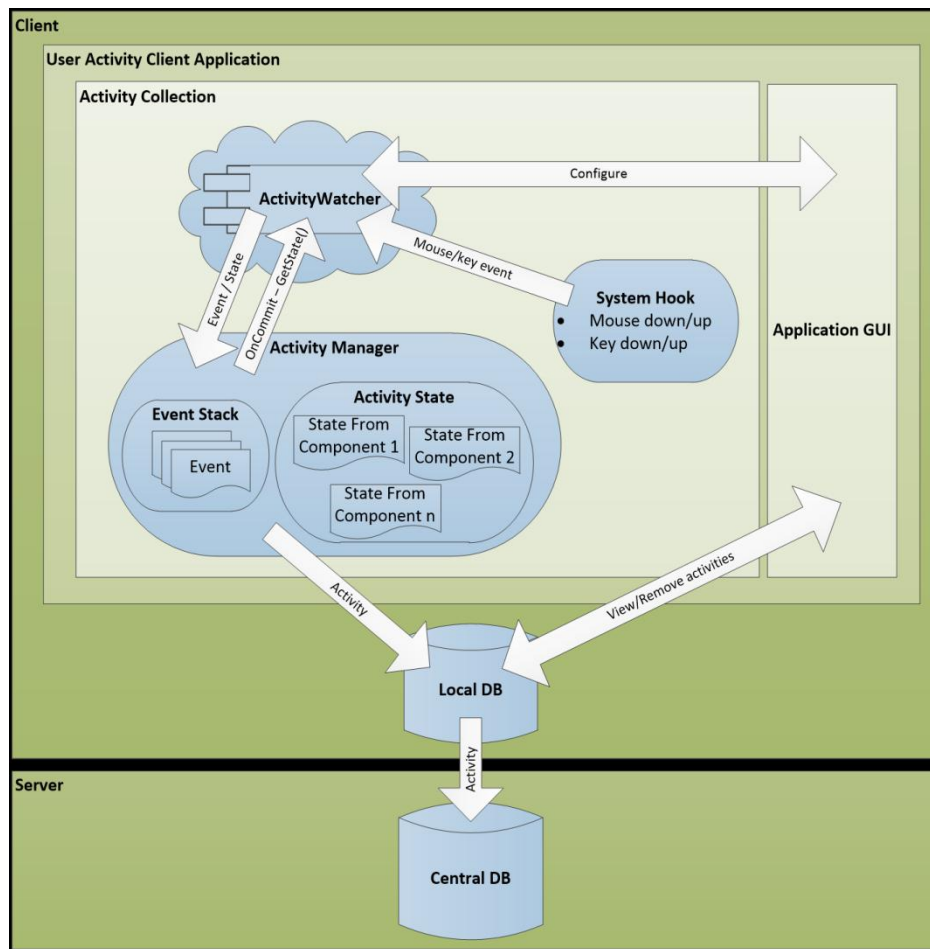 Client
User Activity Client Application
Activity Collection
ActivityWatcher
Configure
Mouse/key event
Event / State
OnCommit – GetState()
System Hook
• Mouse down/up
• Key down/up
Application GUI
Activity Manager
Activity State
Event Stack
State From
Component 1
State From
Component 2
Event
State From
Component n
Activity
View/Remove activities
Local DB
Activity
Server
Central DB